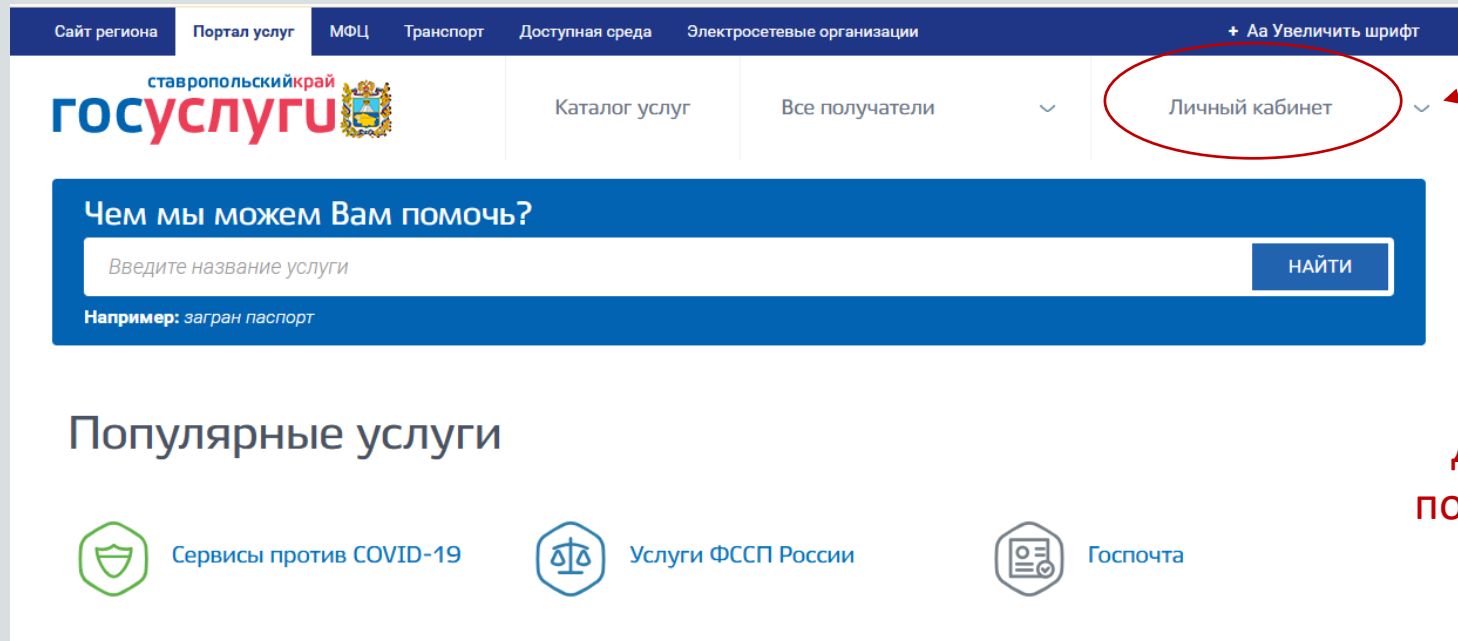 Сайт региона Портал услуг МФЦ Транспорт Доступная среда Электросетевые организации + Аа Увеличить шрифт
ставропольскийкрай
госуслуги
Каталог услуг Все получатели Личный кабинет
Чем мы можем Вам помочь?
Введите название услуги НАЙТИ
Например: загран паспорт
Популярные услуги
Сервисы против COVID-19 Услуги ФССП России Госпочта